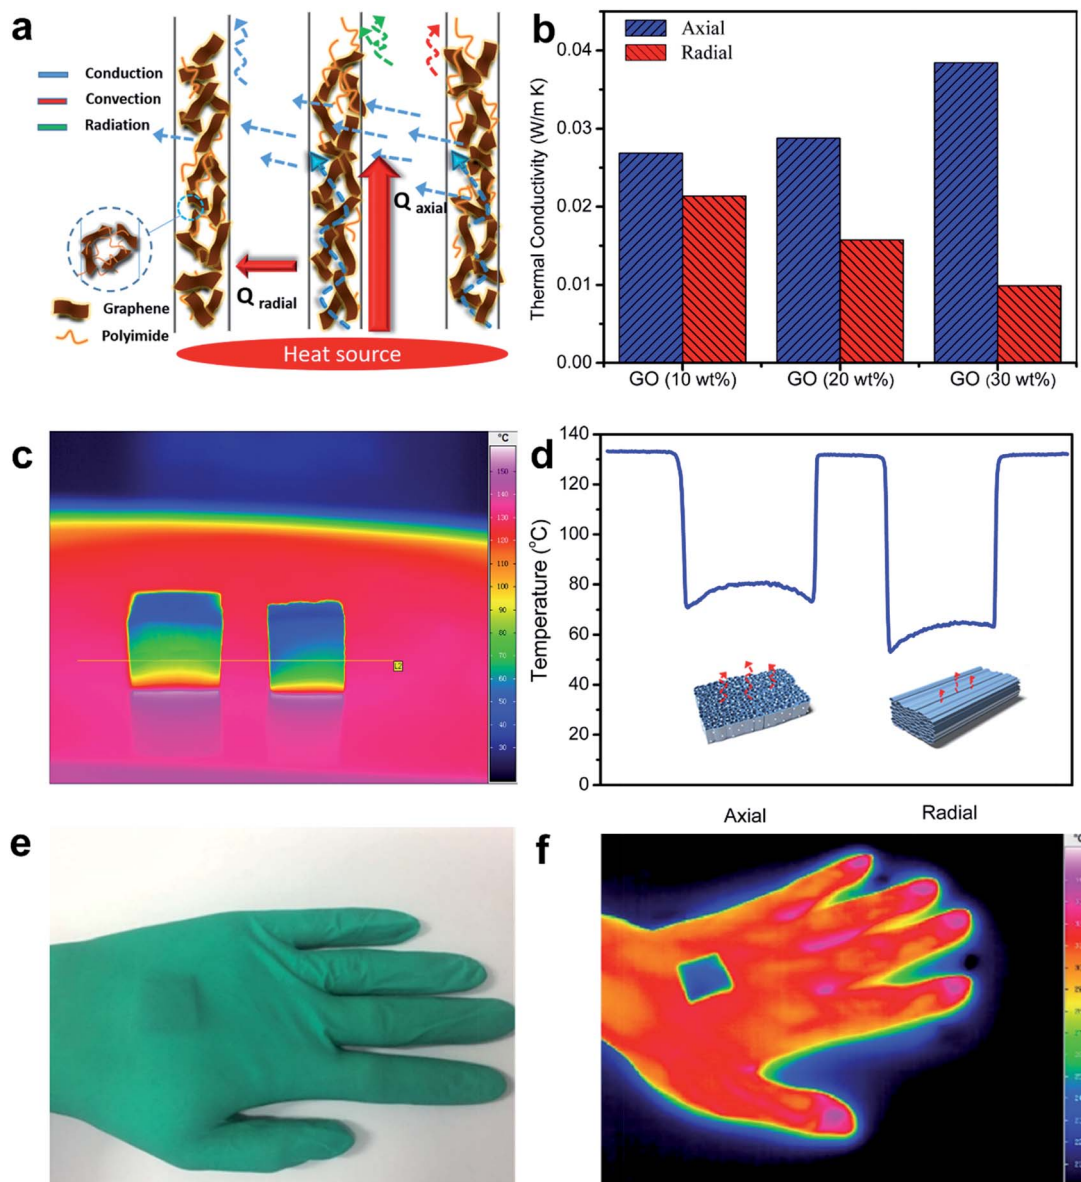 a
Conduction
Convection
Radiation
Q axial
Q radial
Graphene
Polyimide
Heat source
b
Axial
Radial
Thermal Conductivity (W/m K)
0.04
0.03
0.02
0.01
0.00
GO (10 wt%)
GO (20 wt%)
GO (30 wt%)
c
°C
150
140
130
120
110
100
90
80
70
60
50
40
30
d
Temperature (°C)
140
120
100
80
60
40
20
0
Axial
Radial
e
f
°C